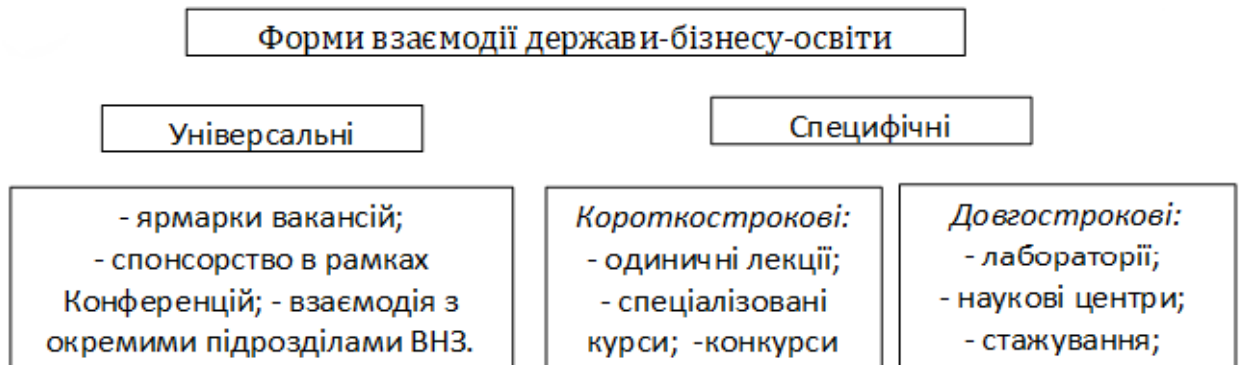 Форми взаємодії держави-бізнесу-освіти
Універсальні
Специфічні
- ярмарки вакансій;
- спонсорство в рамках
Конференцій; - взаємодія з
окремими підрозділами ВНЗ.
Короткострокові:
- одиничні лекції;
- спеціалізовані
курси; -конкурси
Довгострокові:
- лабораторії;
- наукові центри;
- стажування;